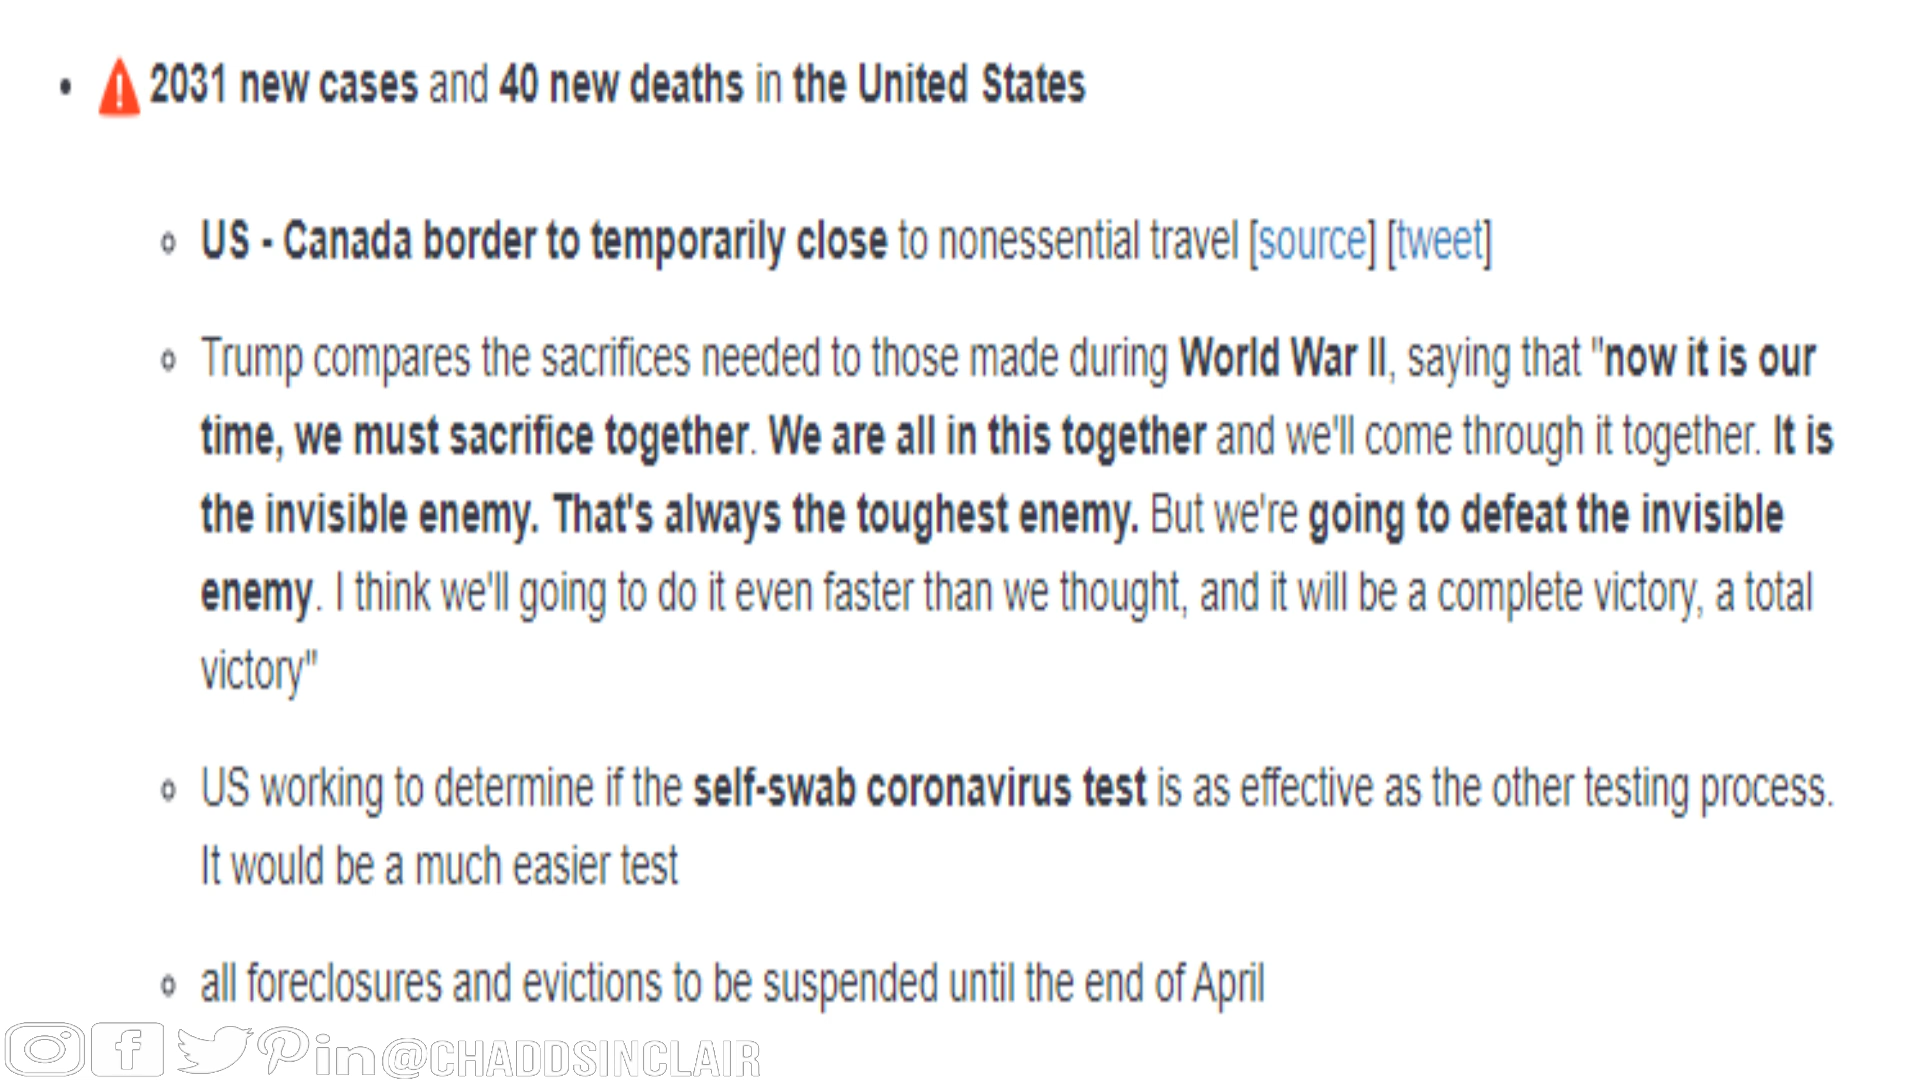 • ⚠ 2031 new cases and 40 new deaths in the United States
○ US - Canada border to temporarily close to nonessential travel [source] [tweet]
○ Trump compares the sacrifices needed to those made during World War II, saying that "now it is our
time, we must sacrifice together. We are all in this together and we'll come through it together. It is
the invisible enemy. That's always the toughest enemy. But we're going to defeat the invisible
enemy. I think we'll going to do it even faster than we thought, and it will be a complete victory, a total
victory"
○ US working to determine if the self-swab coronavirus test is as effective as the other testing process.
It would be a much easier test
○ all foreclosures and evictions to be suspended until the end of April
f Pin @CHADDSINCLAIR